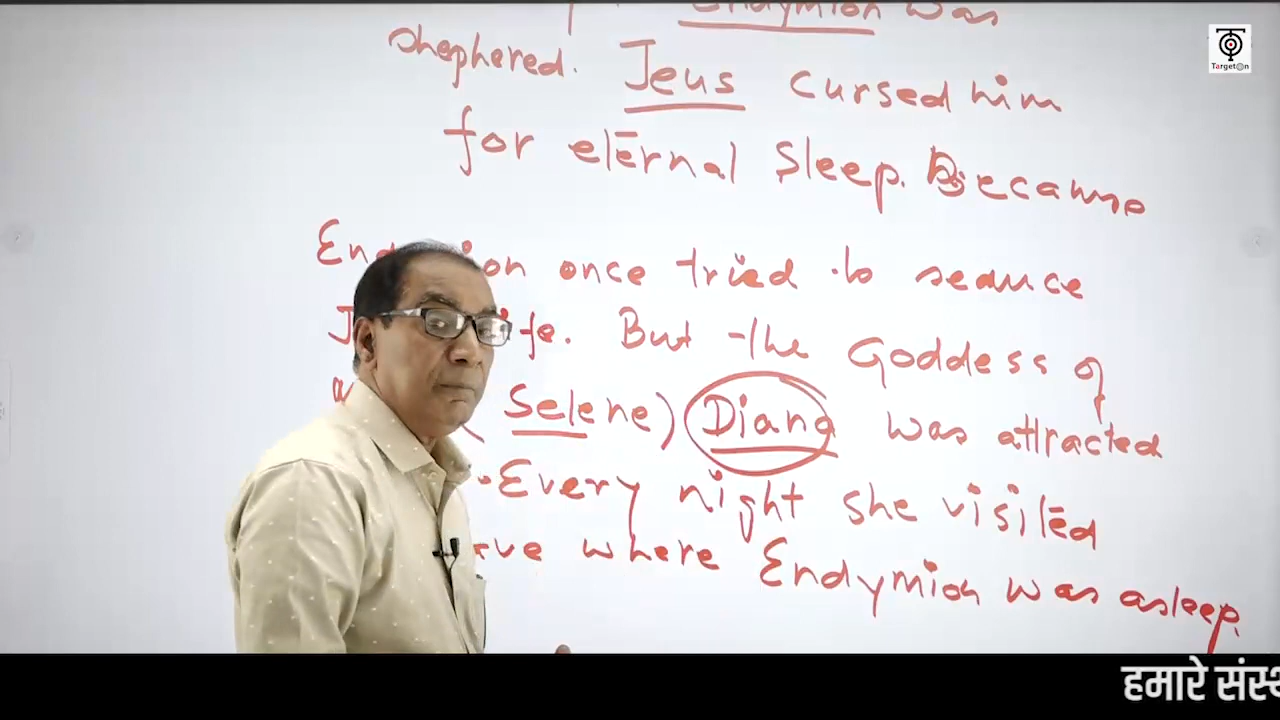 Endymion was
shephered. Jeus cursed him
for eternal Sleep. Because
once tried to seduce
But the Goddess of
Selene) Diana was attracted
Every night she visited
where Endymion was asleep.
TargetOn
हमारे